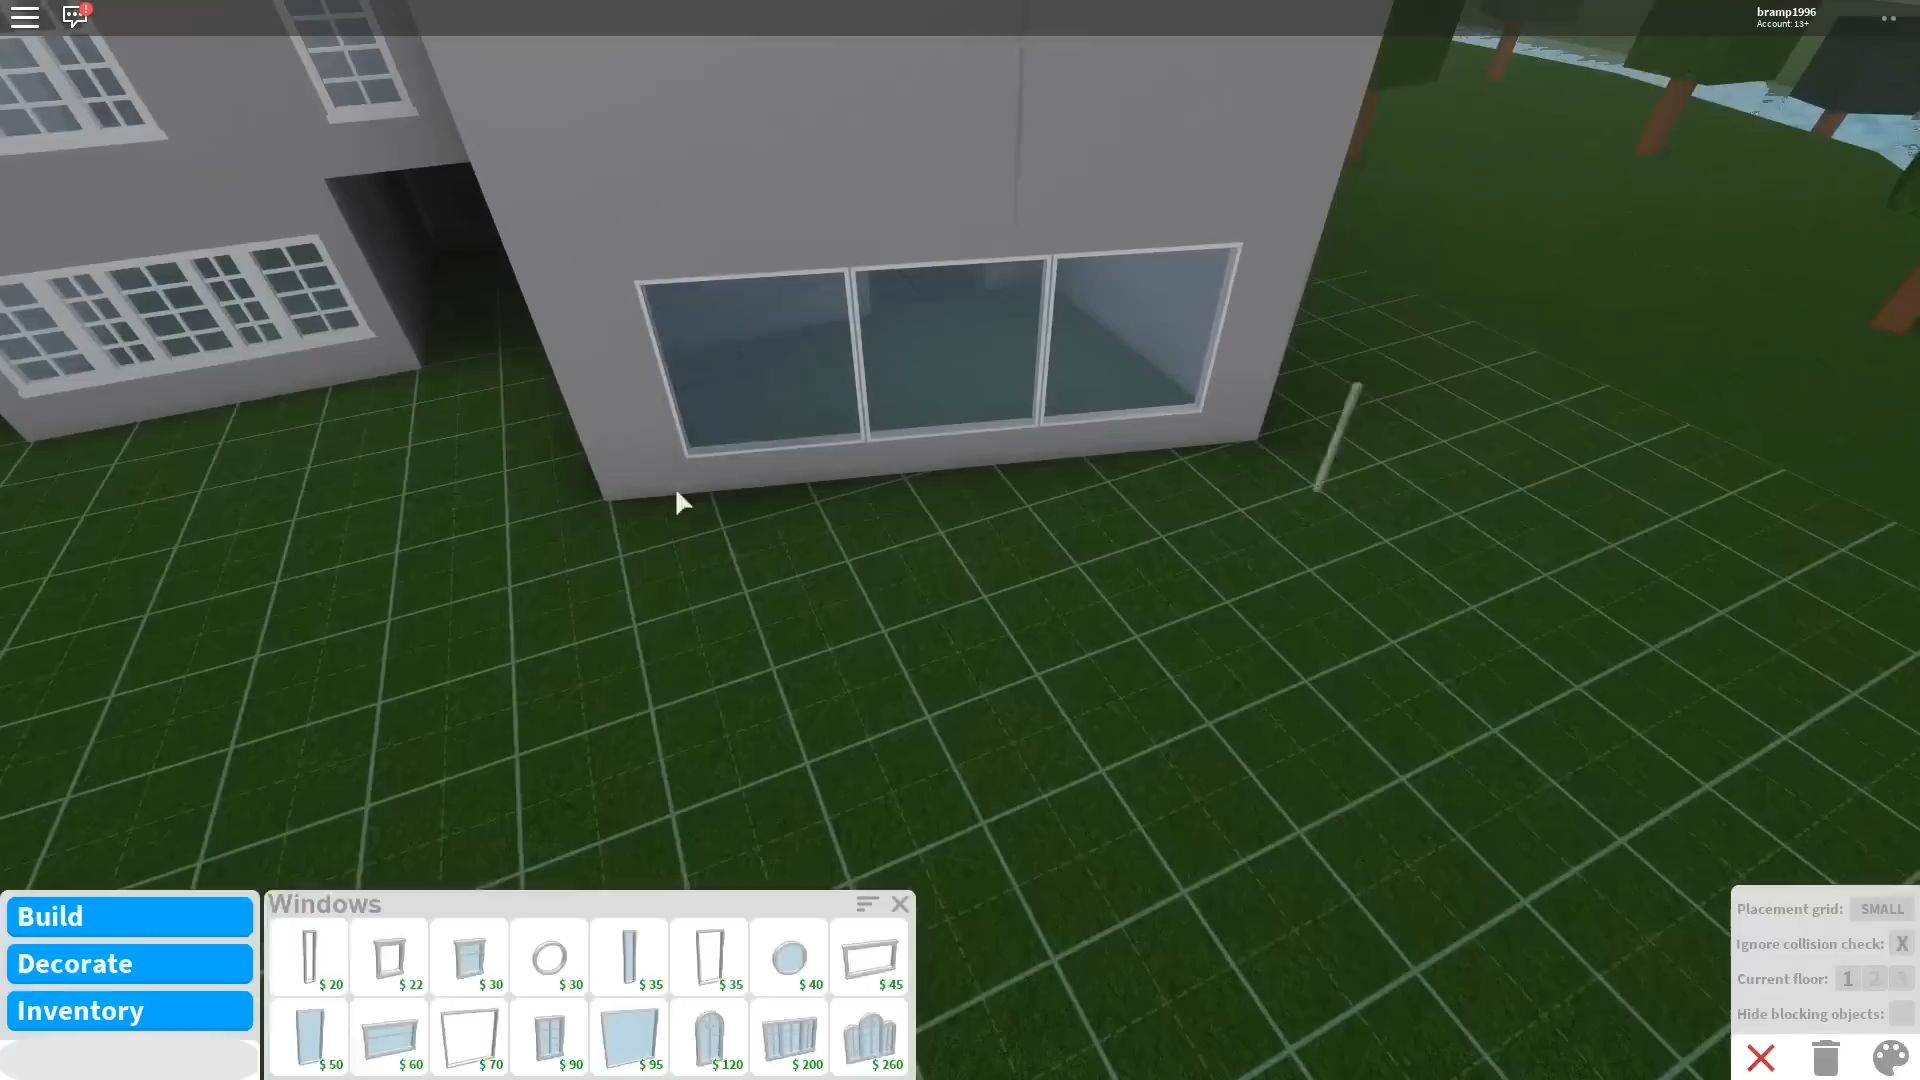 !
bramp1996
Account: 13+
Build
Decorate
Inventory
Windows
$ 20
$ 22
$ 30
$ 30
$ 35
$ 35
$ 40
$ 45
$ 50
$ 60
$ 70
$ 90
$ 95
$ 120
$ 200
$ 260
Placement grid: SMALL
Ignore collision check: X
Current floor: 1 2 3
Hide blocking objects: